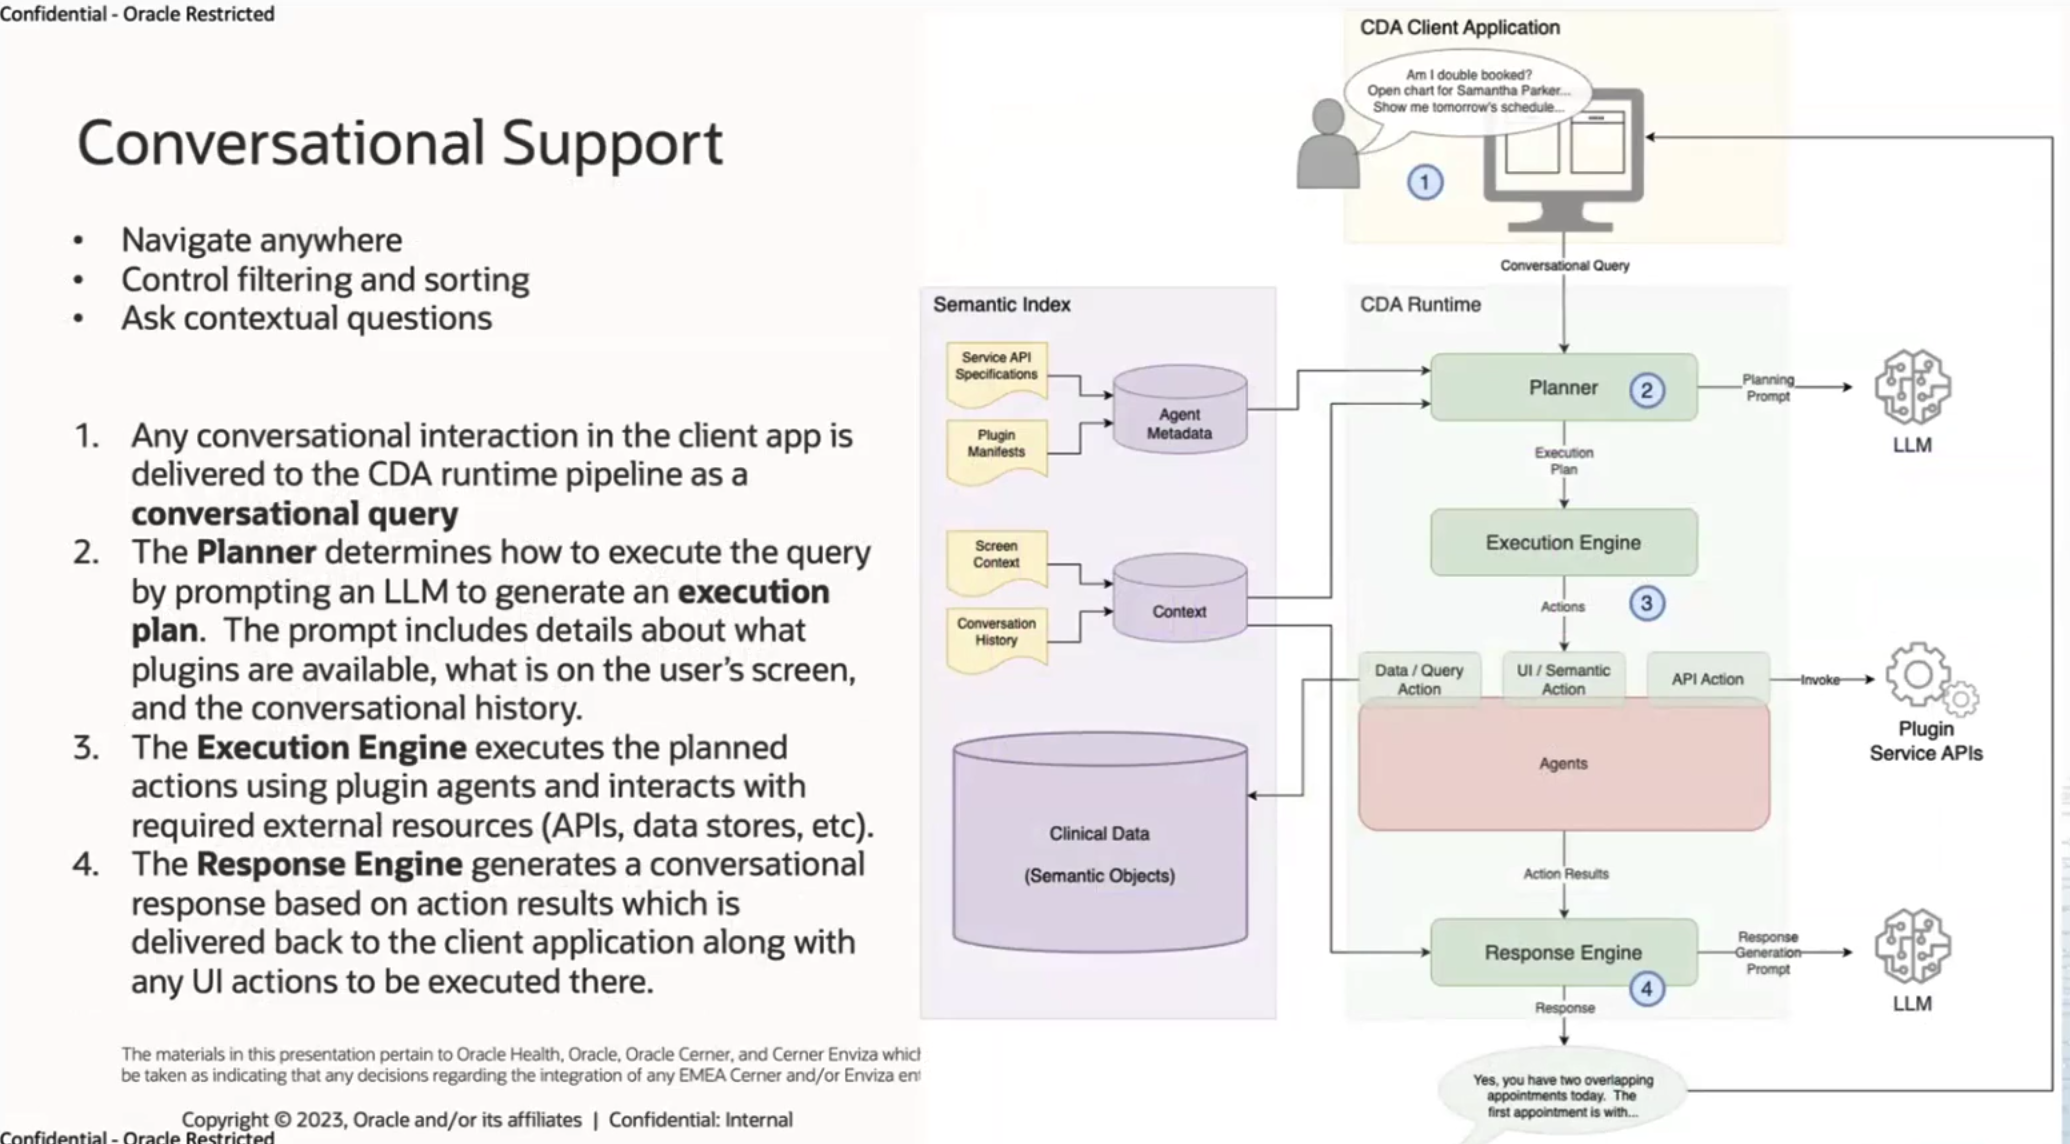 Confidential - Oracle Restricted
Conversational Support
• Navigate anywhere
• Control filtering and sorting
• Ask contextual questions
1. Any conversational interaction in the client app is
delivered to the CDA runtime pipeline as a
conversational query
2. The Planner determines how to execute the query
by prompting an LLM to generate an execution
plan. The prompt includes details about what
plugins are available, what is on the user's screen,
and the conversational history.
3. The Execution Engine executes the planned
actions using plugin agents and interacts with
required external resources (APIs, data stores, etc).
4. The Response Engine generates a conversational
response based on action results which is
delivered back to the client application along with
any UI actions to be executed there.
The materials in this presentation pertain to Oracle Health, Oracle, Oracle Cerner, and Cerner Enviza which
be taken as indicating that any decisions regarding the integration of any EMEA Cerner and/or Enviza ent
Copyright © 2023, Oracle and/or its affiliates | Confidential: Internal
Confidential - Oracle Restricted
CDA Client Application
Am I double booked?
Open chart for Samantha Parker...
Show me tomorrow's schedule...
1
Conversational Query
Semantic Index
Service API
Specifications
Plugin
Manifests
Agent
Metadata
Screen
Context
Conversation
History
Context
Clinical Data
(Semantic Objects)
CDA Runtime
Planner
2
Planning
Prompt
LLM
Execution
Plan
Execution Engine
Actions
3
Data / Query
Action
UI / Semantic
Action
API Action
Invoke
Plugin
Service APIs
Agents
Action Results
Response Engine
4
Response
Generation
Prompt
LLM
Response
Yes, you have two overlapping
appointments today. The
first appointment is with...